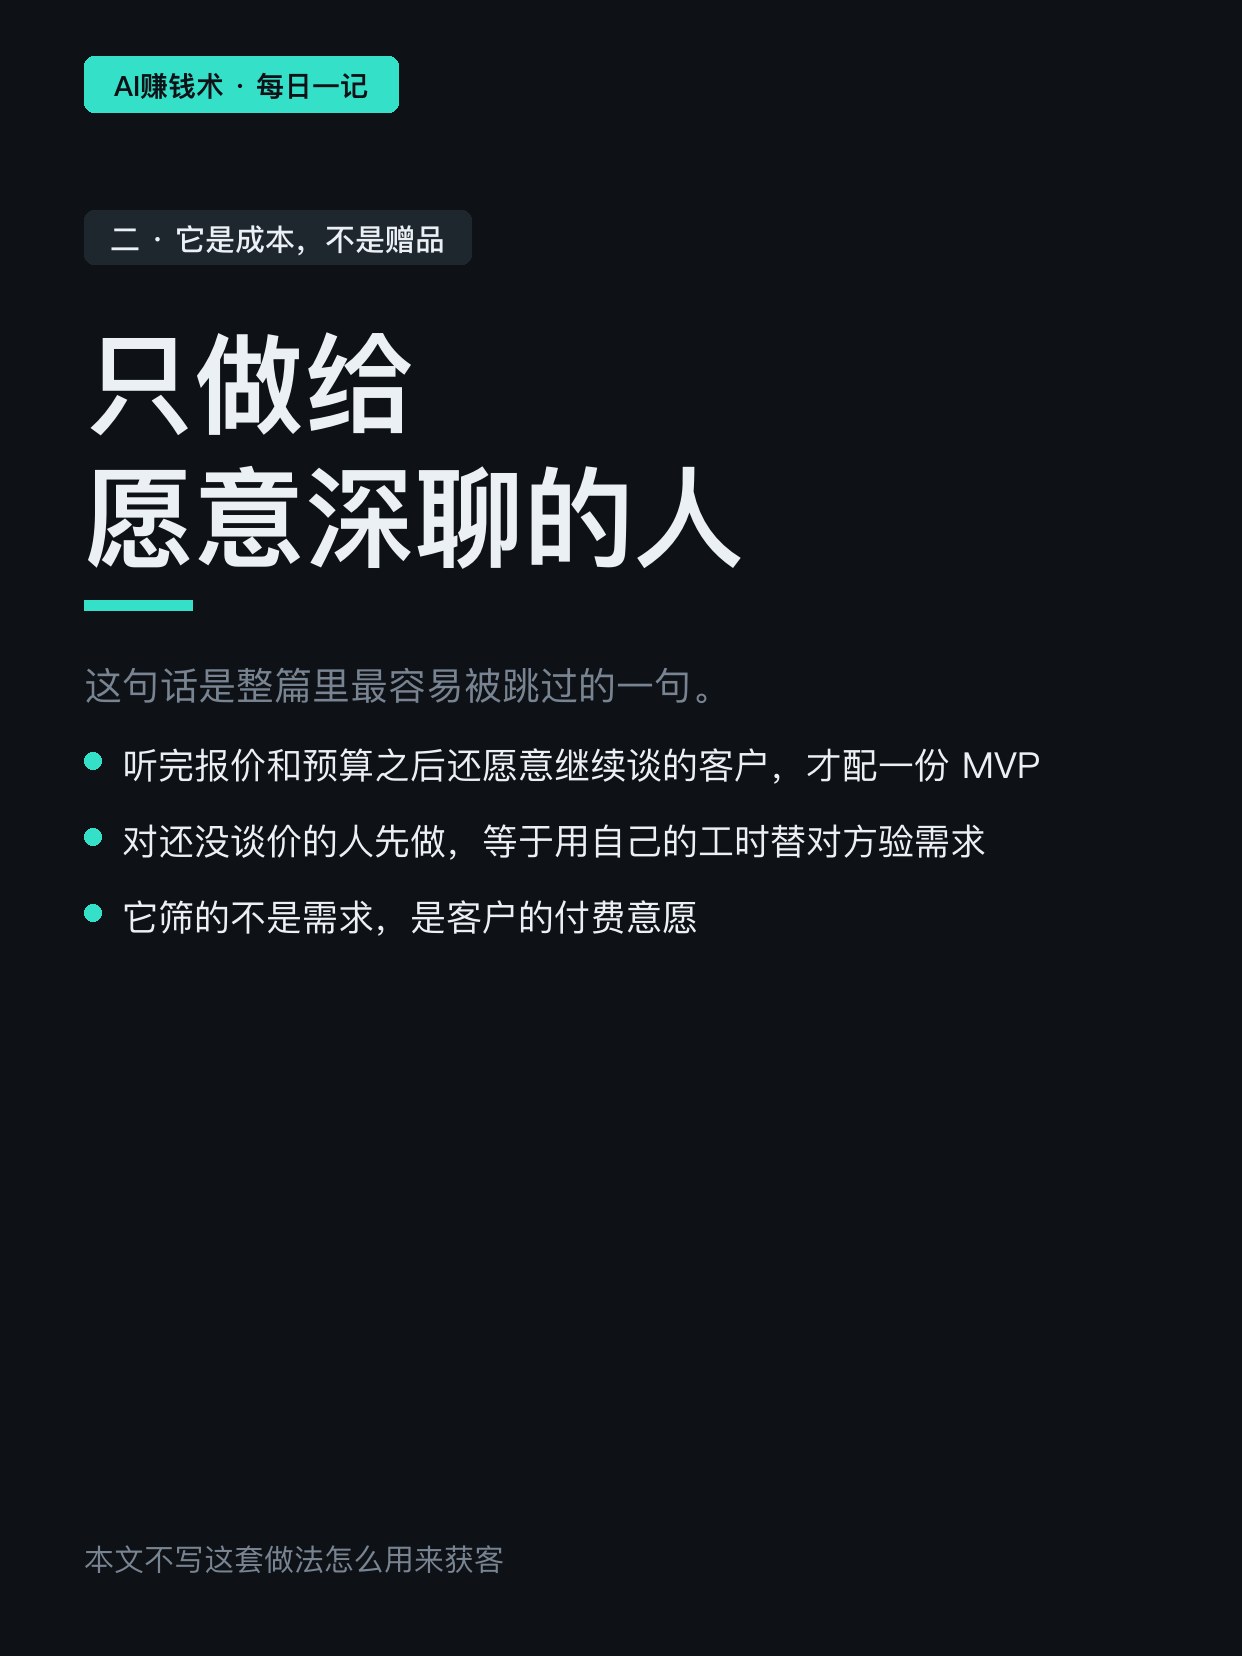 AI赚钱术 · 每日一记
二 · 它是成本，不是赠品
只做给
愿意深聊的人
这句话是整篇里最容易被跳过的一句。
听完报价和预算之后还愿意继续谈的客户，才配一份 MVP
对还没谈价的人先做，等于用自己的工时替对方验需求
它筛的不是需求，是客户的付费意愿
本文不写这套做法怎么用来获客